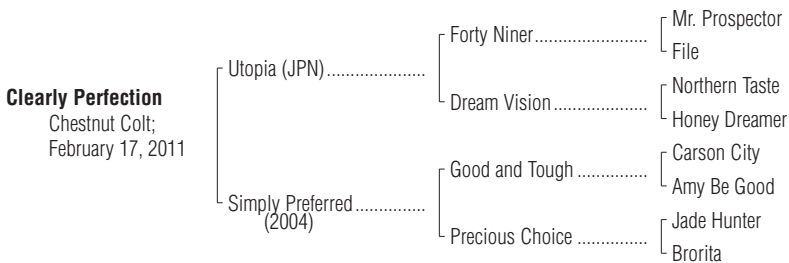 Clearly Perfection
Chestnut Colt;
February 17, 2011
Utopia (JPN).....................
Simply Preferred...............
(2004)
Forty Niner........................
Dream Vision....................
Good and Tough ...............
Precious Choice ...............
Mr. Prospector
File
Northern Taste
Honey Dreamer
Carson City
Amy Be Good
Jade Hunter
Brorita